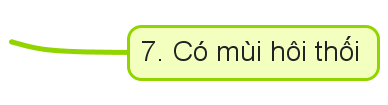 7. Có mùi hôi thối